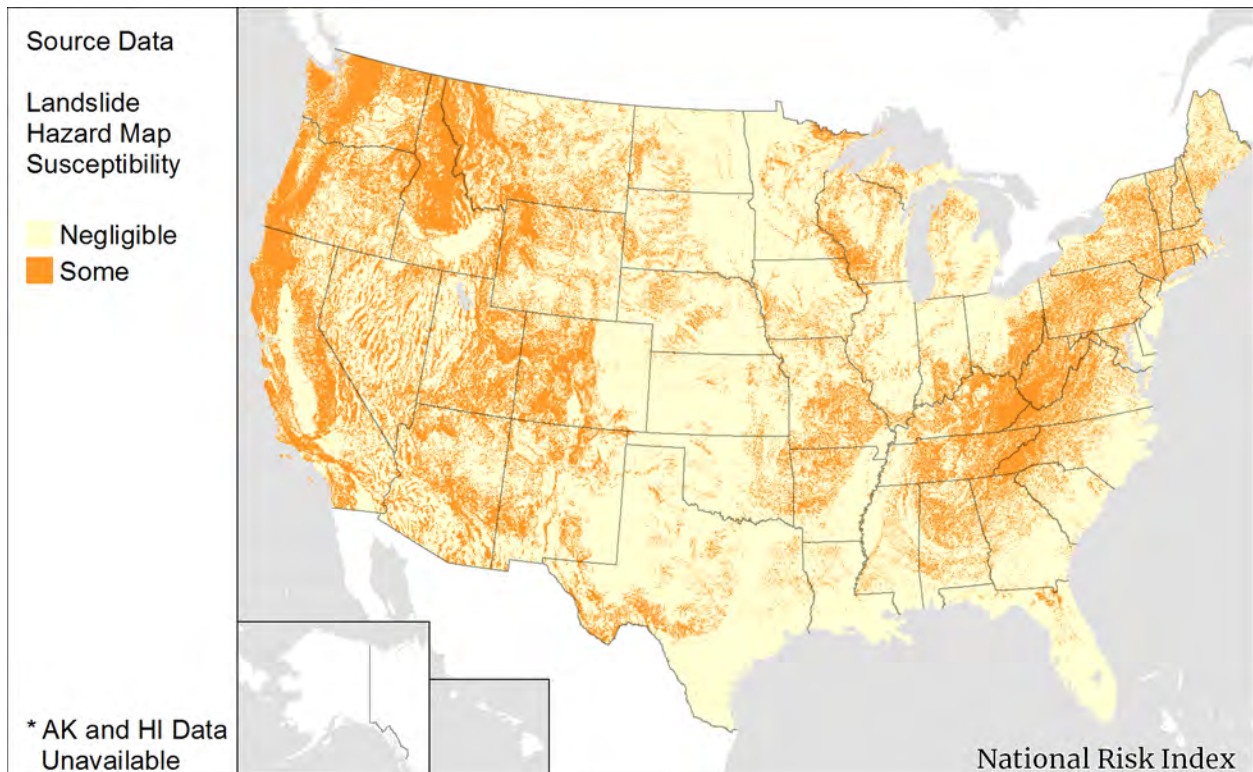 Source Data
Landslide
Hazard Map
Susceptibility
Negligible
Some
* AK and HI Data
Unavailable
National Risk Index